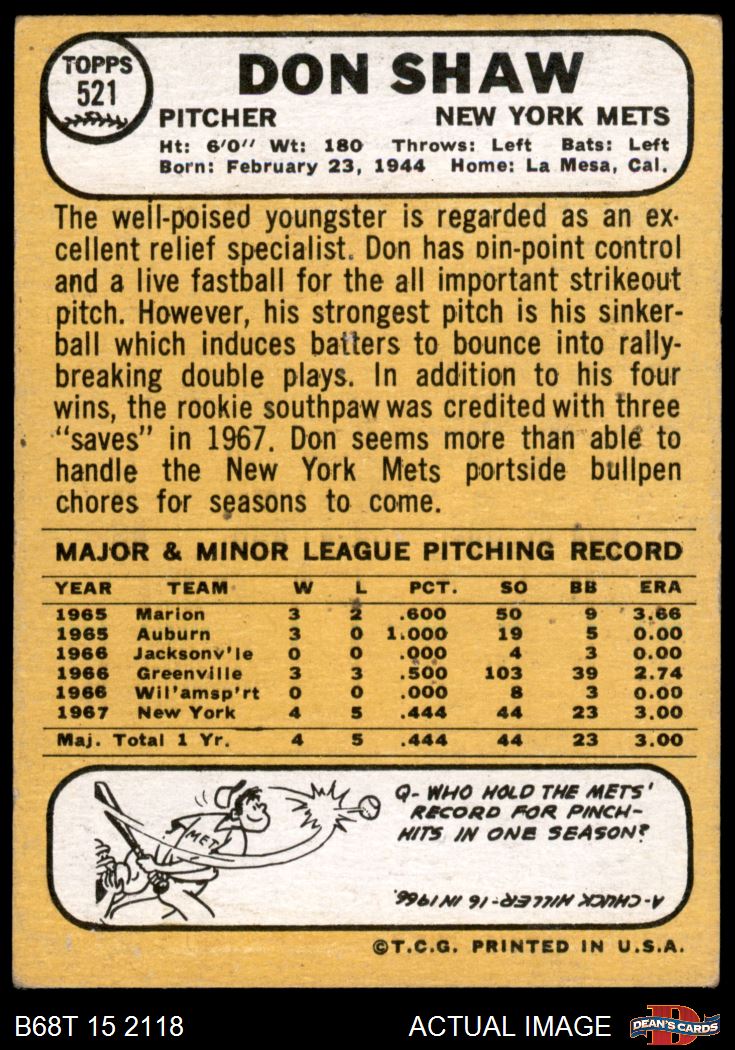 TOPPS
521
DON SHAW
PITCHER NEW YORK METS
Ht: 6'0" Wt: 180 Throws: Left Bats: Left
Born: February 23, 1944 Home: La Mesa, Cal.
The well-poised youngster is regarded as an ex-
cellent relief specialist. Don has pin-point control
and a live fastball for the all important strikeout
pitch. However, his strongest pitch is his sinker-
ball which induces batters to bounce into rally-
breaking double plays. In addition to his four
wins, the rookie southpaw was credited with three
"saves" in 1967. Don seems more than able to
handle the New York Mets portside bullpen
chores for seasons to come.
MAJOR & MINOR LEAGUE PITCHING RECORD
YEAR TEAM W L PCT. SO BB ERA
1965 Marion 3 2 .600 50 9 3.66
1965 Auburn 3 0 1.000 19 5 0.00
1966 Jacksonv'le 0 0 .000 4 3 0.00
1966 Greenville 3 3 .500 103 39 2.74
1966 Wil'amsp'rt 0 0 .000 8 3 0.00
1967 New York 4 5 .444 44 23 3.00
Maj. Total 1 Yr. 4 5 .444 44 23 3.00
METS
Q- WHO HOLD THE METS'
RECORD FOR PINCH-
HITS IN ONE SEASON?
A-CHUCK HILLER-16 IN 1966.
©T.C.G. PRINTED IN U.S.A.
B68T 15 2118 ACTUAL IMAGE DEAN'S CARDS